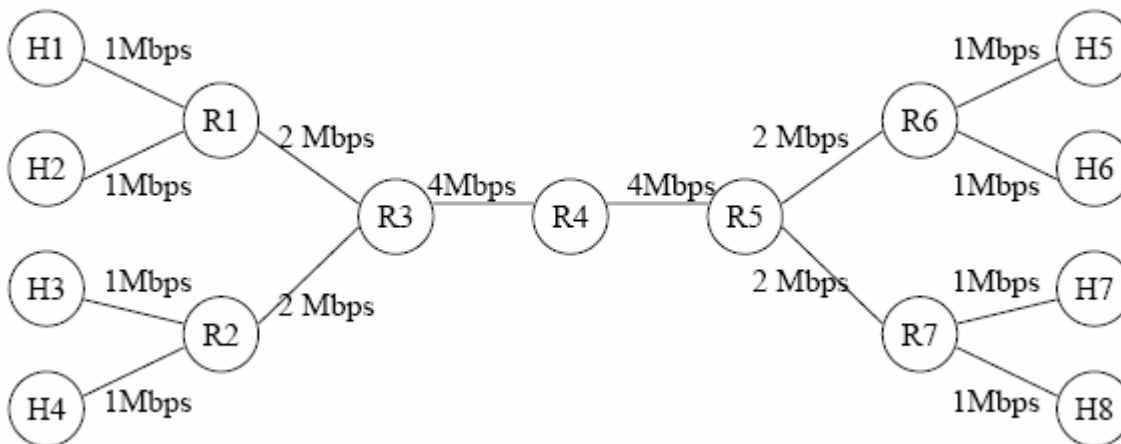 H1
1Mbps
R1
H2
1Mbps
2 Mbps
H3
1Mbps
R2
H4
1Mbps
2 Mbps
R3
4Mbps
R4
4Mbps
R5
2 Mbps
2 Mbps
R6
1Mbps
H5
1Mbps
H6
R7
1Mbps
H7
1Mbps
H8